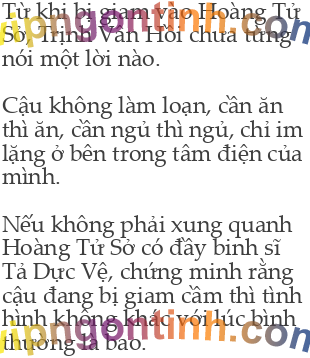 Từ khi bị giam vào Hoàng Tử
Sở, Trịnh Văn Hồi chưa từng
nói một lời nào.
Cậu không làm loạn, cần ăn
thì ăn, cần ngủ thì ngủ, chỉ im
lặng ở bên trong tâm điện của
mình.
Nếu không phải xung quanh
Hoàng Tử Sở có đầy binh sĩ
Tả Dực Vệ, chứng minh rằng
cậu đang bị giam cầm thì tình
hình không khác với lúc bình
thường là bao.
vipngontinh.com
vipngontinh.com